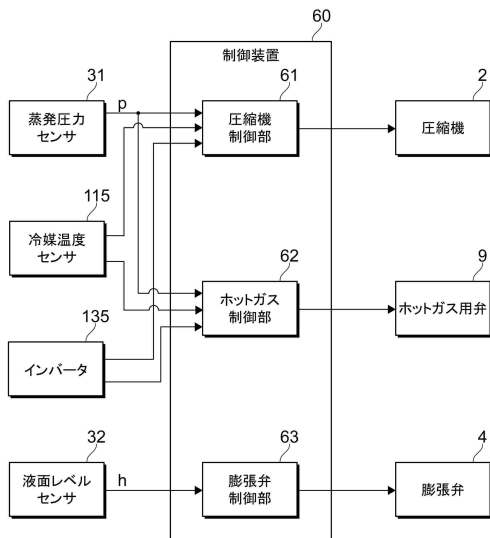 60
制御装置
31
蒸発圧力
センサ
p
61
圧縮機
制御部
2
圧縮機
115
冷媒温度
センサ
62
ホットガス
制御部
9
ホットガス用弁
135
インバータ
32
液面レベル
センサ
h
63
膨張弁
制御部
4
膨張弁